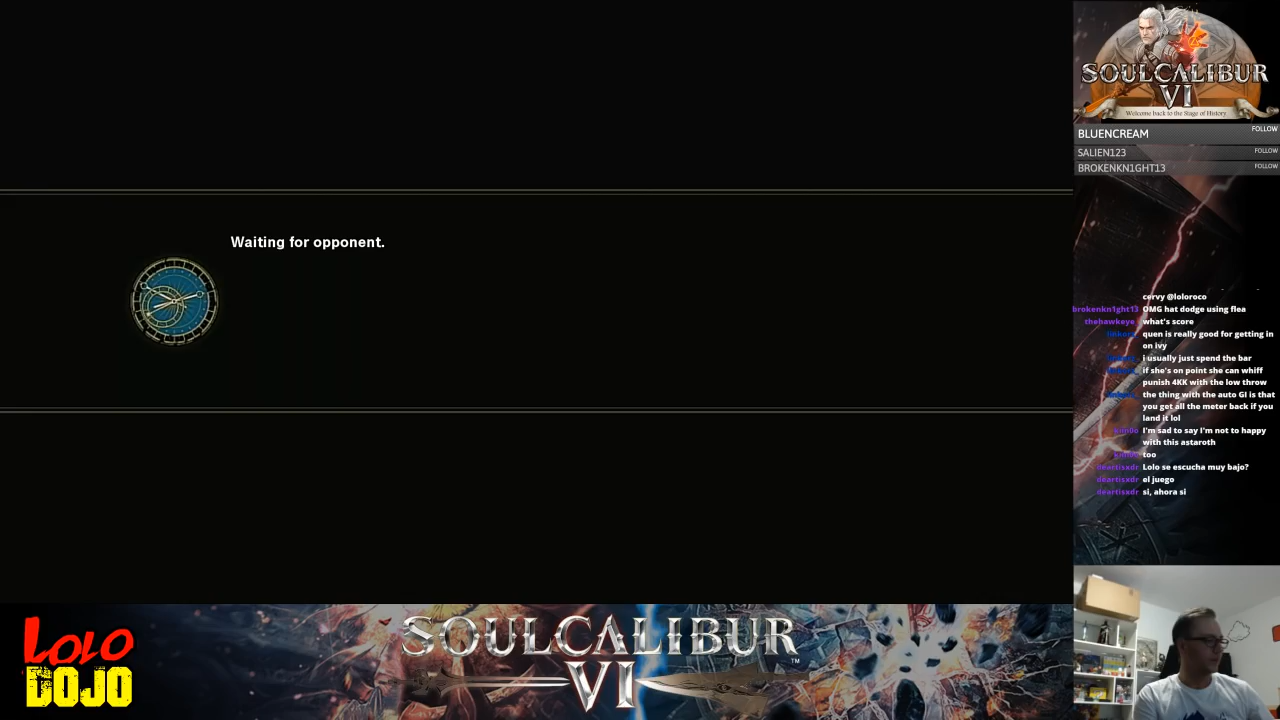 Waiting for opponent.
SOULCALIBUR
VI
Welcome back to the Stage of History
BLUENCREAM FOLLOW
SALIEN123 FOLLOW
BROKENKN1GHT13 FOLLOW
cervy @loloroco
brokenkn1ght13 OMG hat dodge using flea
thehawkeye_ what's score
quen is really good for getting in
on ivy
i usually just spend the bar
if she's on point she can whiff
punish 4KK with the low throw
the thing with the auto GI is that
you get all the meter back if you
land it lol
I'm sad to say I'm not to happy
with this astaroth
too
deartisxdr Lolo se escucha muy bajo?
deartisxdr el juego
deartisxdr si, ahora si
LOLO
DOJO
SOULCALIBUR
VI
™